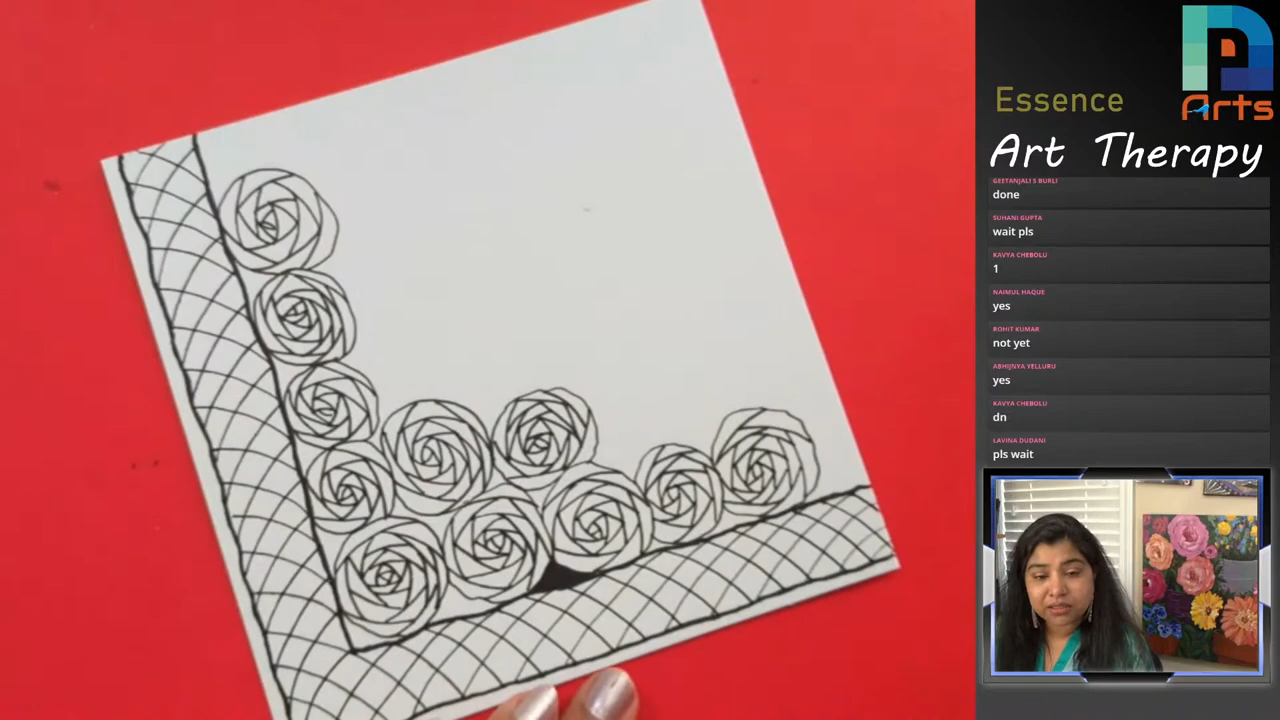 Arts
Essence
Art Therapy
GEETANJALI S BURLI
done
SUHANI GUPTA
wait pls
KAVYA CHEBOLU
1
NAIMUL HAQUE
yes
ROHIT KUMAR
not yet
ABHIJNYA YELLURU
yes
KAVYA CHEBOLU
dn
LAVINA DUDANI
pls wait